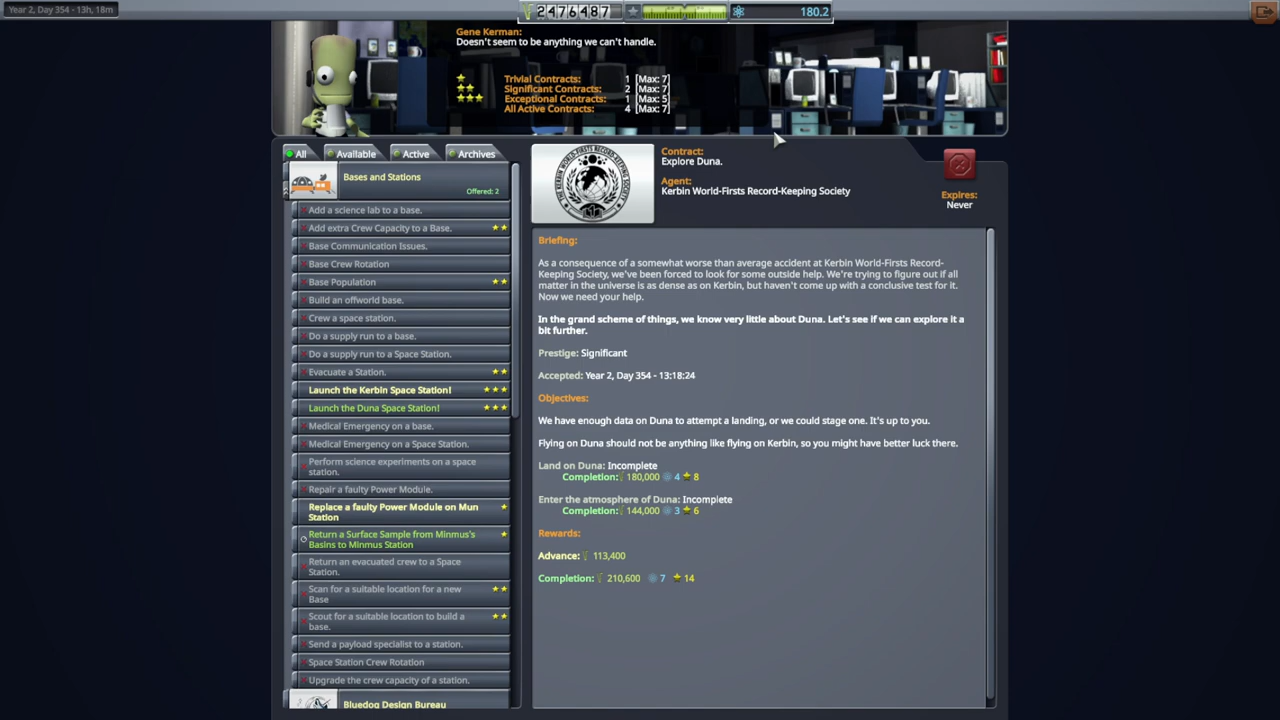 Year 2, Day 354 - 13h, 18m
2476487
180.2
Gene Kerman:
Doesn't seem to be anything we can't handle.
Trivial Contracts: 1 [Max: 7]
Significant Contracts: 2 [Max: 7]
Exceptional Contracts: 1 [Max: 5]
All Active Contracts: 4 [Max: 7]
All
Available
Active
Archives
Bases and Stations
Offered: 2
Add a science lab to a base.
Add extra Crew Capacity to a Base.
Base Communication Issues.
Base Crew Rotation
Base Population
Build an offworld base.
Crew a space station.
Do a supply run to a base.
Do a supply run to a Space Station.
Evacuate a Station.
Launch the Kerbin Space Station!
Launch the Duna Space Station!
Medical Emergency on a base.
Medical Emergency on a Space Station.
Perform science experiments on a space
station.
Repair a faulty Power Module.
Replace a faulty Power Module on Mun
Station
Return a Surface Sample from Minmus's
Basins to Minmus Station
Return an evacuated crew to a Space
Station.
Scan for a suitable location for a new
Base
Scout for a suitable location to build a
base.
Send a payload specialist to a station.
Space Station Crew Rotation
Upgrade the crew capacity of a station.
Bluedog Design Bureau
Contract:
Explore Duna.
Agent:
Kerbin World-Firsts Record-Keeping Society
Expires:
Never
Briefing:
As a consequence of a somewhat worse than average accident at Kerbin World-Firsts Record-
Keeping Society, we've been forced to look for some outside help. We're trying to figure out if all
matter in the universe is as dense as on Kerbin, but haven't come up with a conclusive test for it.
Now we need your help.
In the grand scheme of things, we know very little about Duna. Let's see if we can explore it a
bit further.
Prestige: Significant
Accepted: Year 2, Day 354 - 13:18:24
Objectives:
We have enough data on Duna to attempt a landing, or we could stage one. It's up to you.
Flying on Duna should not be anything like flying on Kerbin, so you might have better luck there.
Land on Duna: Incomplete
Completion: 180,000 4 8
Enter the atmosphere of Duna: Incomplete
Completion: 144,000 3 6
Rewards:
Advance: 113,400
Completion: 210,600 7 14